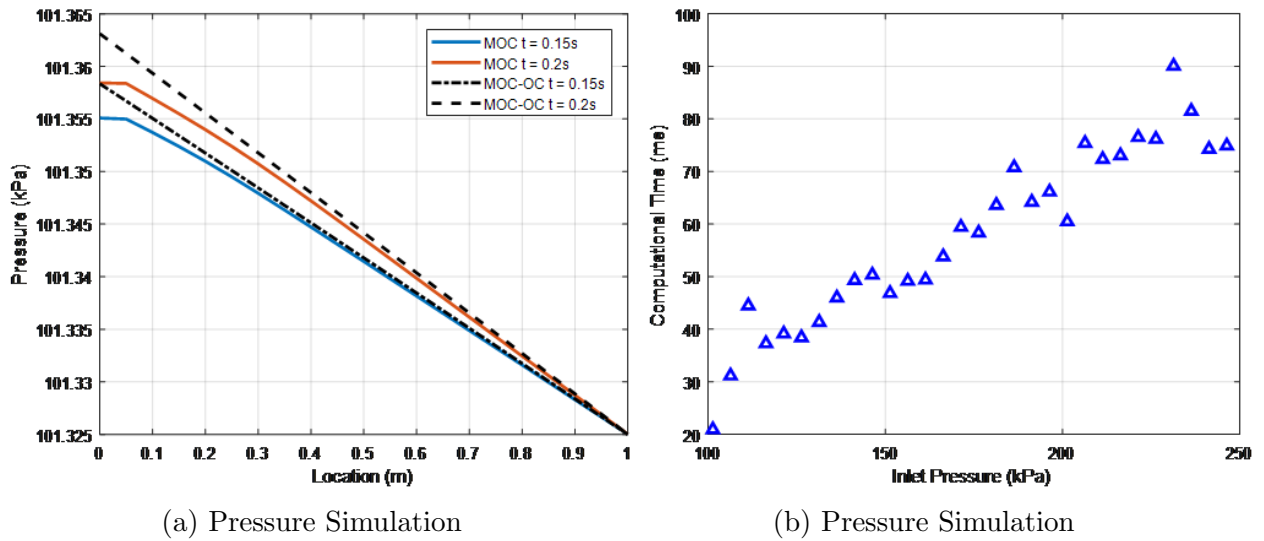 101.365
101.36
101.355
101.35
101.345
101.34
101.335
101.33
101.325
Pressure (kPa)
MOC t = 0.15s
MOC t = 0.2s
MOC-OC t = 0.15s
MOC-OC t = 0.2s
0 0.1 0.2 0.3 0.4 0.5 0.6 0.7 0.8 0.9 1
Location (m)
(a) Pressure Simulation
100
90
80
70
60
50
40
30
20
Computational Time (ms)
100 150 200 250
Inlet Pressure (kPa)
(b) Pressure Simulation